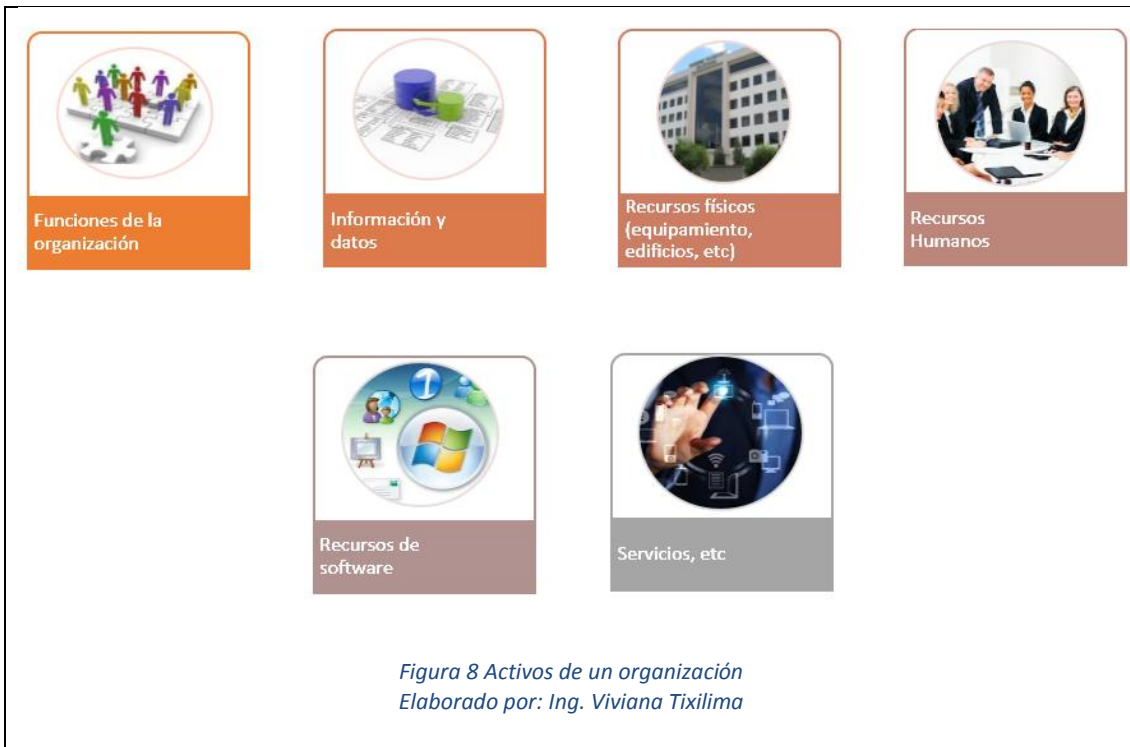 Funciones de la
organización
Información y
datos
Recursos físicos
(equipamiento,
edificios, etc)
Recursos
Humanos
Recursos de
software
Servicios, etc
Figura 8 Activos de un organización
Elaborado por: Ing. Viviana Tixilima